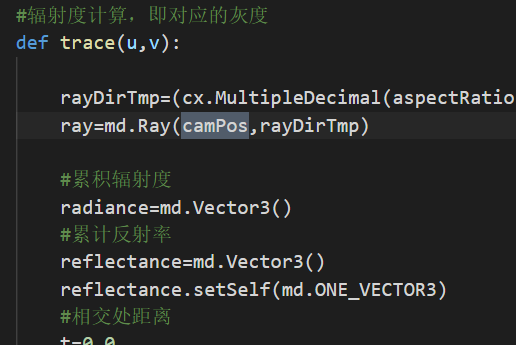 #辐射度计算，即对应的灰度
def trace(u,v):
rayDirTmp=(cx.MultipleDecimal(aspectRatio
ray=md.Ray(camPos,rayDirTmp)
#累积辐射度
radiance=md.Vector3()
#累计反射率
reflectance=md.Vector3()
reflectance.setSelf(md.ONE_VECTOR3)
#相交处距离
t=0.0